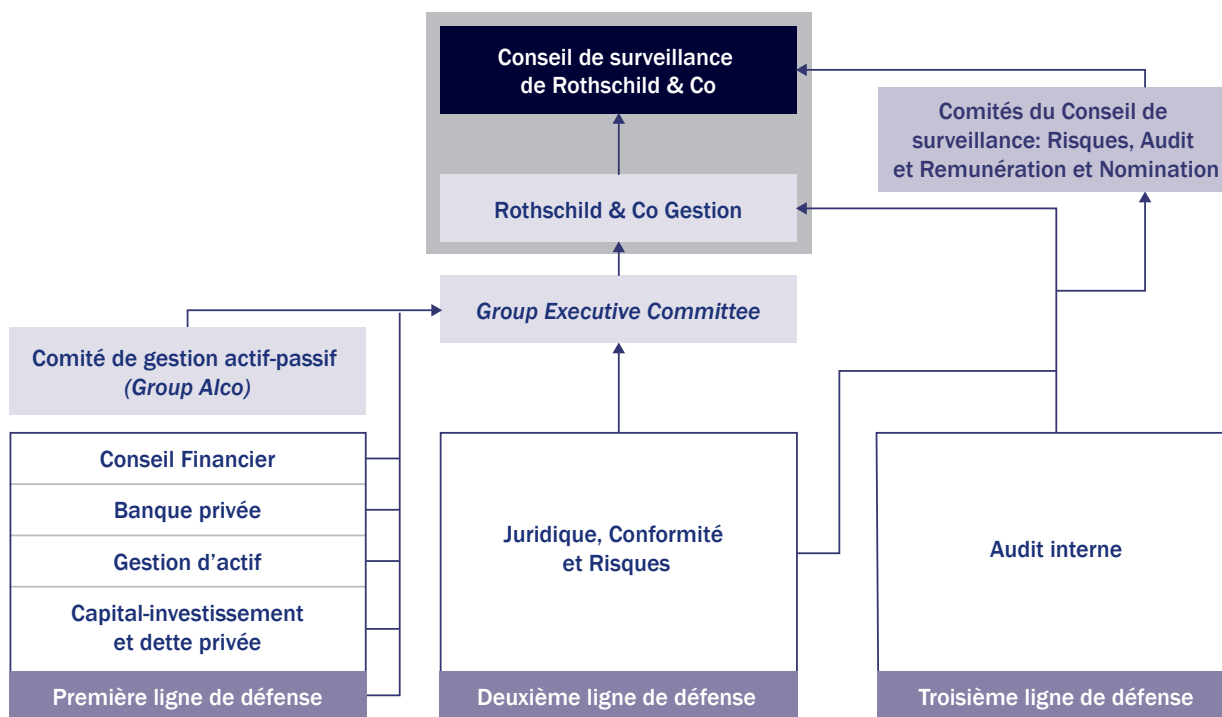 Conseil de surveillance
de Rothschild & Co
Comités du Conseil de
surveillance: Risques, Audit
et Remunération et Nomination
Rothschild & Co Gestion
Group Executive Committee
Comité de gestion actif-passif
(Group Alco)
Conseil Financier
Banque privée
Gestion d’actif
Capital-investissement
et dette privée
Première ligne de défense
Juridique, Conformité
et Risques
Deuxième ligne de défense
Audit interne
Troisième ligne de défense